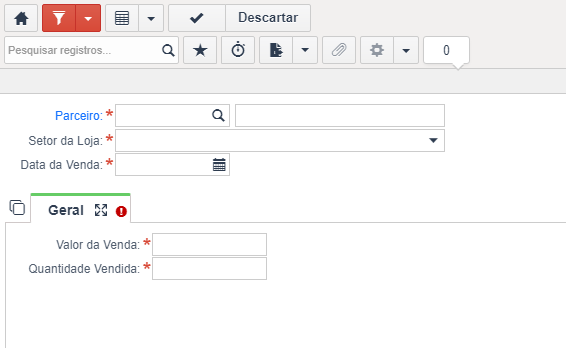 Descartar
Pesquisar registros...
0
Parceiro: *
Setor da Loja: *
Data da Venda: *
Geral
Valor da Venda: *
Quantidade Vendida: *